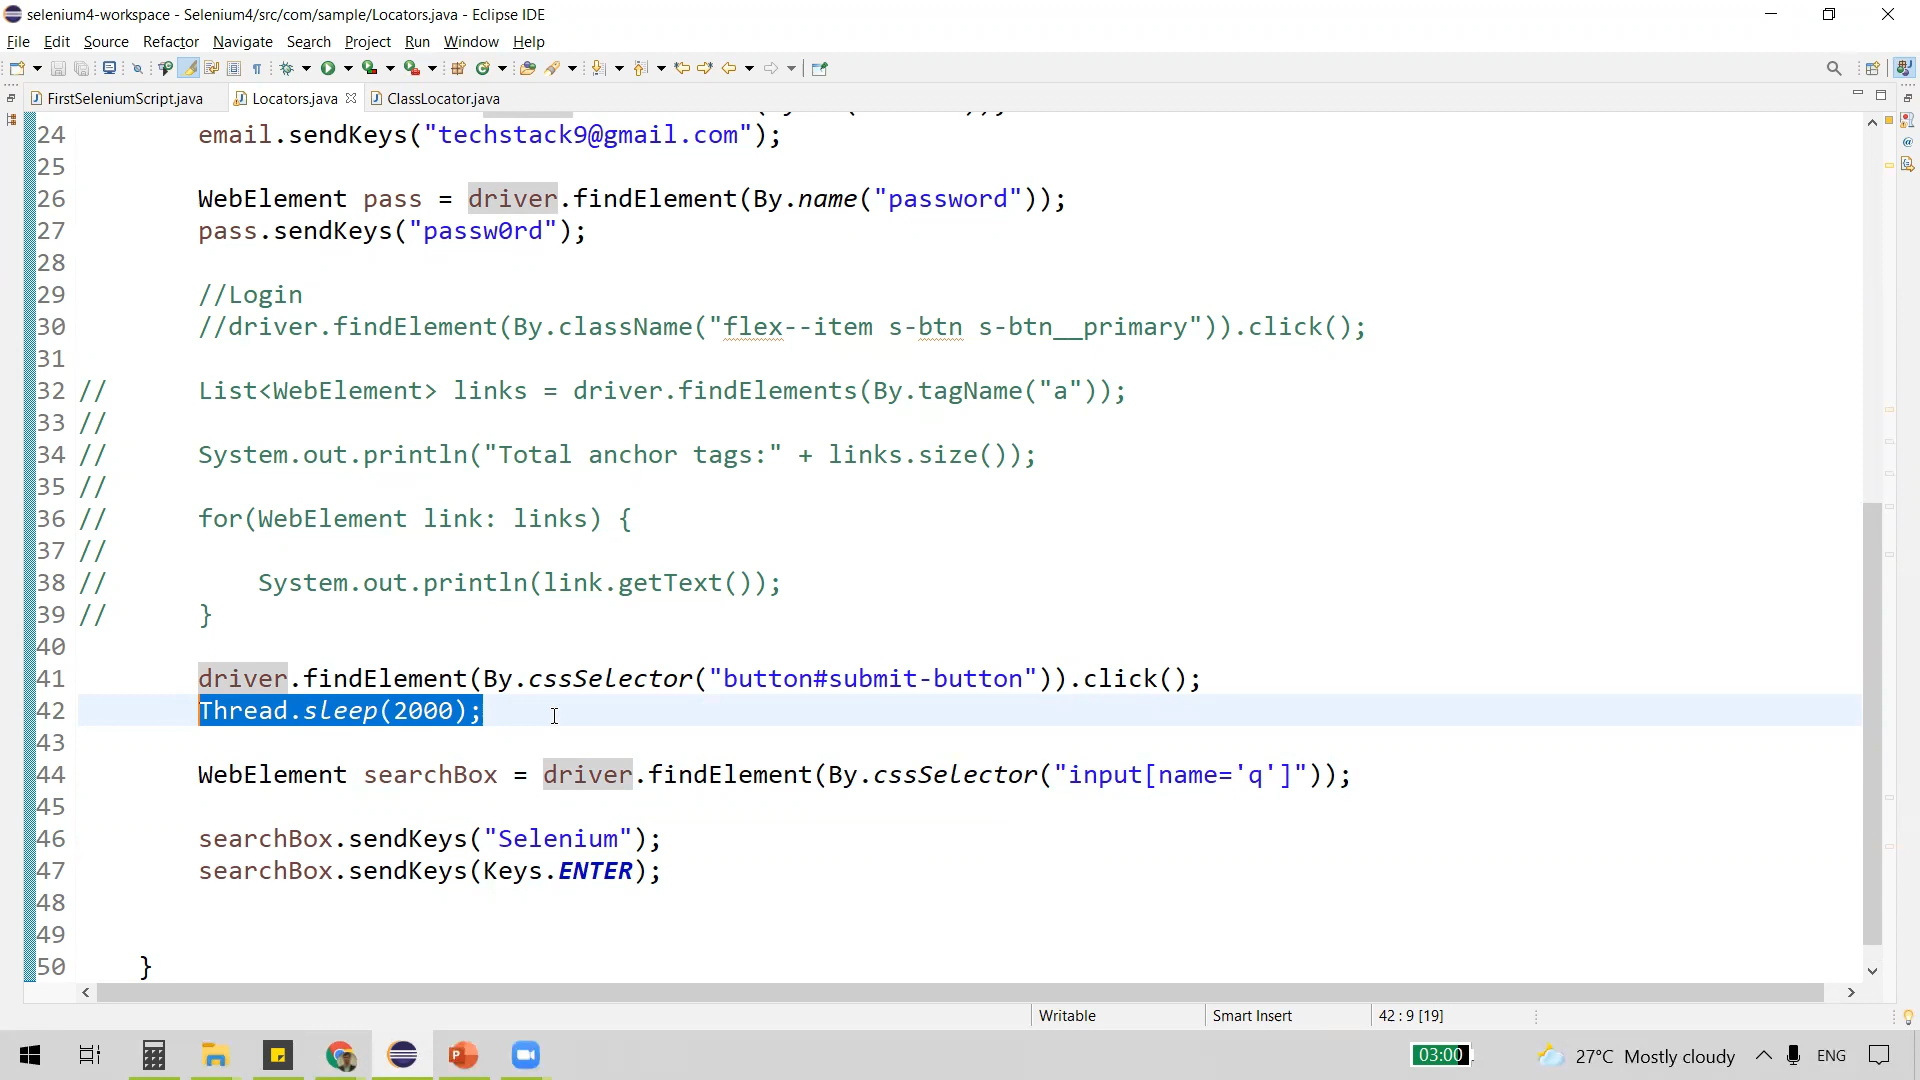 selenium4-workspace - Selenium4/src/com/sample/Locators.java - Eclipse IDE
File Edit Source Refactor Navigate Search Project Run Window Help
FirstSeleniumScript.java Locators.java ClassLocator.java
24 email.sendKeys("techstack9@gmail.com");
25
26 WebElement pass = driver.findElement(By.name("password"));
27 pass.sendKeys("passw0rd");
28
29 //Login
30 //driver.findElement(By.className("flex--item s-btn s-btn__primary")).click();
31
32 // List<WebElement> links = driver.findElements(By.tagName("a"));
33 //
34 // System.out.println("Total anchor tags:" + links.size());
35 //
36 // for(WebElement link: links) {
37 //
38 // System.out.println(link.getText());
39 // }
40
41 driver.findElement(By.cssSelector("button#submit-button")).click();
42 Thread.sleep(2000);
43
44 WebElement searchBox = driver.findElement(By.cssSelector("input[name='q']"));
45
46 searchBox.sendKeys("Selenium");
47 searchBox.sendKeys(Keys.ENTER);
48
49
50 }
Writable Smart Insert 42 : 9 [19]
03:00 27°C Mostly cloudy ENG